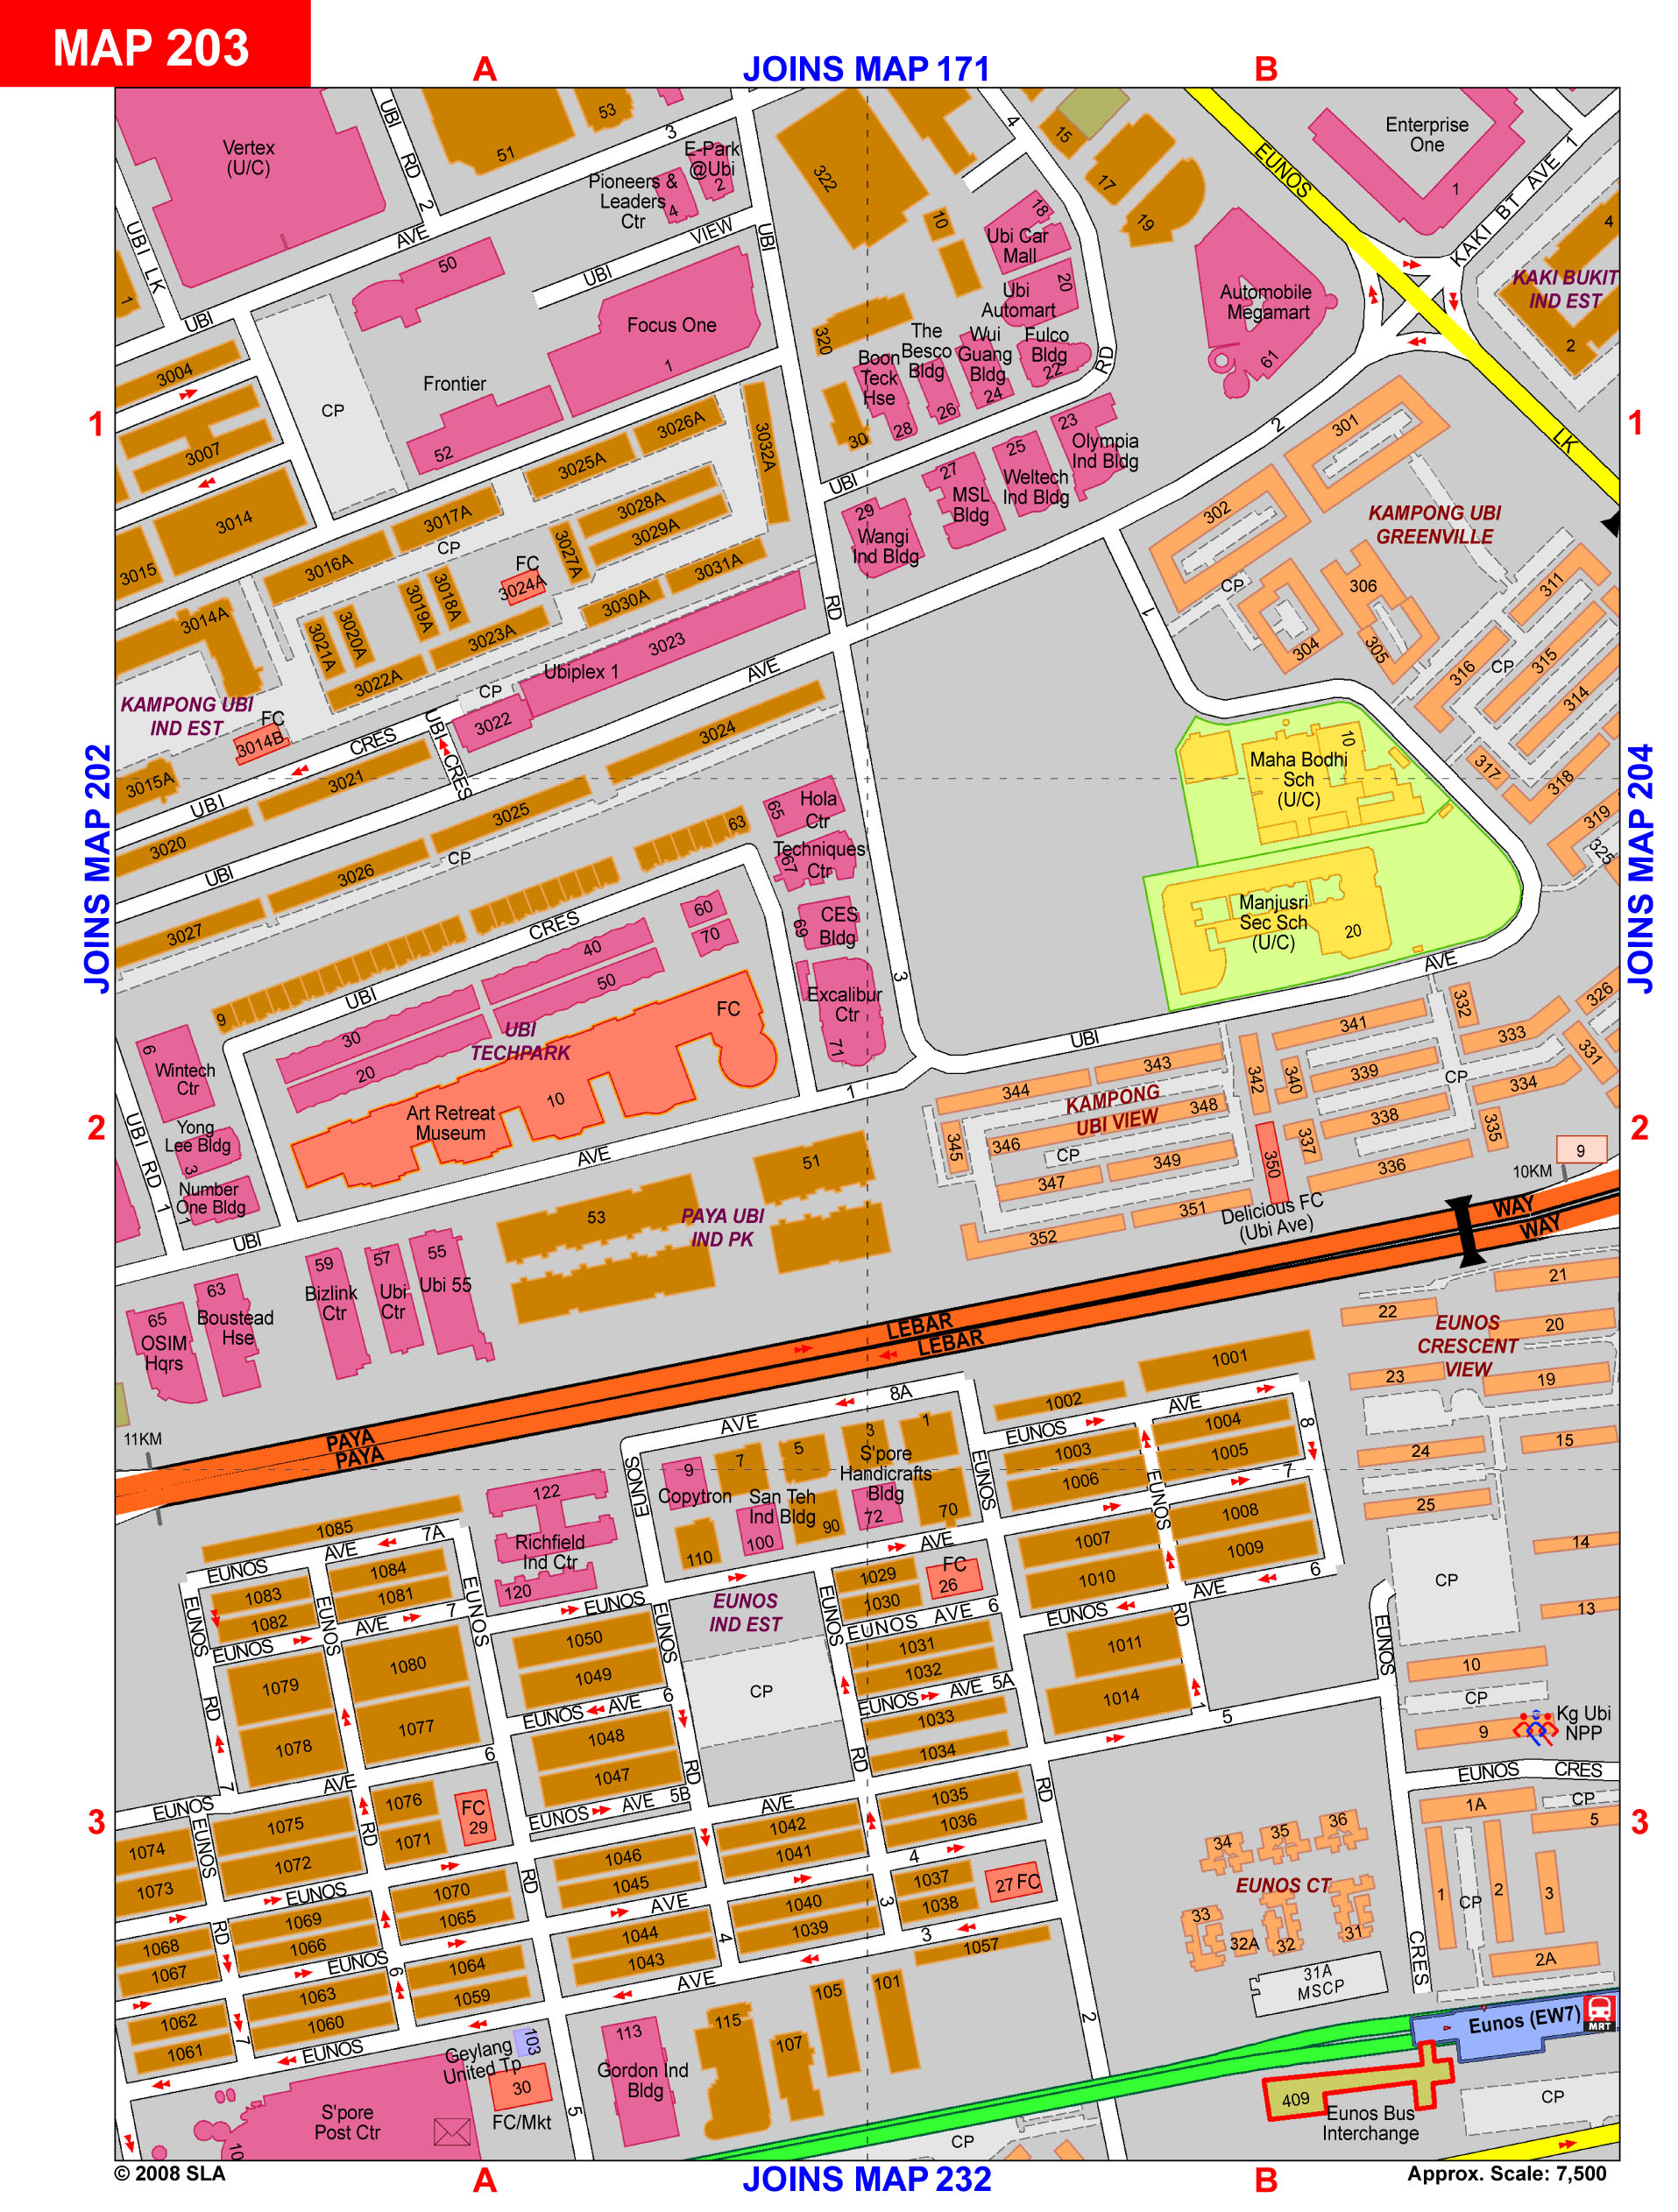 MAP 203
A
JOINS MAP 171
B
Vertex
(U/C)
UBI RD 2
51
53
3
E-Park
@Ubi
2
Pioneers &
Leaders
Ctr
4
AVE
VIEW
UBI
UBI
UBI LK
1
50
UBI
322
10
4
15
17
19
18
Ubi Car
Mall
20
Ubi
Automart
EUNOS
Enterprise
One
1
KAKI BT AVE 1
4
KAKI BUKIT
IND EST
2
Automobile
Megamart
61
Focus One
1
Frontier
52
CP
3004
3007
3014
3015
320
The
Besco
Bldg
26
Boon
Teck
Hse
28
30
Wui
Guang
Bldg
24
Fulco
Bldg
22
RD
1
1
LK
2
301
302
23
Olympia
Ind Bldg
25
Weltech
Ind Bldg
27
MSL
Bldg
29
Wangi
Ind Bldg
UBI
3026A
3025A
3032A
3017A
3016A
CP
3028A
3029A
3027A
FC
3024A
3031A
3030A
3018A
3019A
3020A
3021A
3023A
3022A
3014A
KAMPONG UBI
GREENVILLE
CP
306
304
305
311
316
CP
315
314
317
318
319
325
1
RD
3023
Ubiplex 1
CP
3022
AVE
KAMPONG UBI
IND EST
FC
3014B
CRES
UBI CRES
3015A
3021
UBI
3020
3024
3025
CP
3026
UBI
3027
Maha Bodhi
Sch
(U/C)
10
Manjusri
Sec Sch
(U/C)
20
JOINS MAP 202
JOINS MAP 204
65
Hola
Ctr
67
Techniques
Ctr
69
CES
Bldg
Excalibur
Ctr
71
63
CRES
UBI
9
60
70
40
50
30
20
UBI
TECHPARK
FC
10
Art Retreat
Museum
3
AVE
UBI
1
6
Wintech
Ctr
Yong
Lee Bldg
3
Number
One Bldg
1
UBI RD 1
UBI
AVE
2
2
326
332
341
333
331
342
340
339
CP
334
343
344
KAMPONG
UBI VIEW
348
346
345
CP
349
347
338
337
335
336
350
351
352
Delicious FC
(Ubi Ave)
10KM
9
WAY
WAY
51
53
PAYA UBI
IND PK
59
Bizlink
Ctr
57
Ubi
Ctr
55
Ubi 55
63
Boustead
Hse
65
OSIM
Hqrs
LEBAR
LEBAR
PAYA
PAYA
11KM
21
22
20
EUNOS
CRESCENT
VIEW
23
19
24
15
25
14
13
CP
10
CP
9
Kg Ubi
NPP
1001
1002
8A
AVE
EUNOS
AVE
1004
1003
1005
1006
8
7
1
3
5
7
9
Copytron
S'pore
Handicrafts
Bldg
72
70
San Teh
Ind Bldg
100
90
110
EUNOS
EUNOS
EUNOS
1008
1007
1009
1010
6
AVE
EUNOS
1011
1014
RD
1
5
1085
7A
AVE
EUNOS
1084
1083
1081
1082
7
AVE
EUNOS
1080
1079
1077
1078
EUNOS
RD
7
EUNOS
EUNOS
6
122
Richfield
Ind Ctr
120
EUNOS
AVE
EUNOS
IND EST
EUNOS
EUNOS
1029
1030
FC
26
EUNOS AVE 6
1031
1032
EUNOS AVE 5A
1033
1034
RD
1050
1049
EUNOS AVE 6
1048
1047
EUNOS AVE 5B
RD
CP
AVE
1035
1036
1042
1041
1046
1045
4
AVE
1037
1038
27 FC
1040
1039
1044
1043
3
3
4
AVE
1057
RD
2
EUNOS
AVE
1076
1075
FC
29
1071
1072
RD
1074
1073
EUNOS
EUNOS
1070
1069
1065
1066
1068
1067
RD
RD
EUNOS
6
1064
1063
1059
1060
1062
1061
7
EUNOS
EUNOS
CRES
EUNOS CRES
1A
CP
5
1
CP
2
3
2A
3
3
36
35
34
EUNOS CT
33
32A
32
31
31A
MSCP
Eunos (EW7)
MRT
409
Eunos Bus
Interchange
CP
CP
101
105
107
115
113
Gordon Ind
Bldg
103
Geylang
United Tp
30
FC/Mkt
5
S'pore
Post Ctr
10
© 2008 SLA
A
JOINS MAP 232
B
Approx. Scale: 7,500